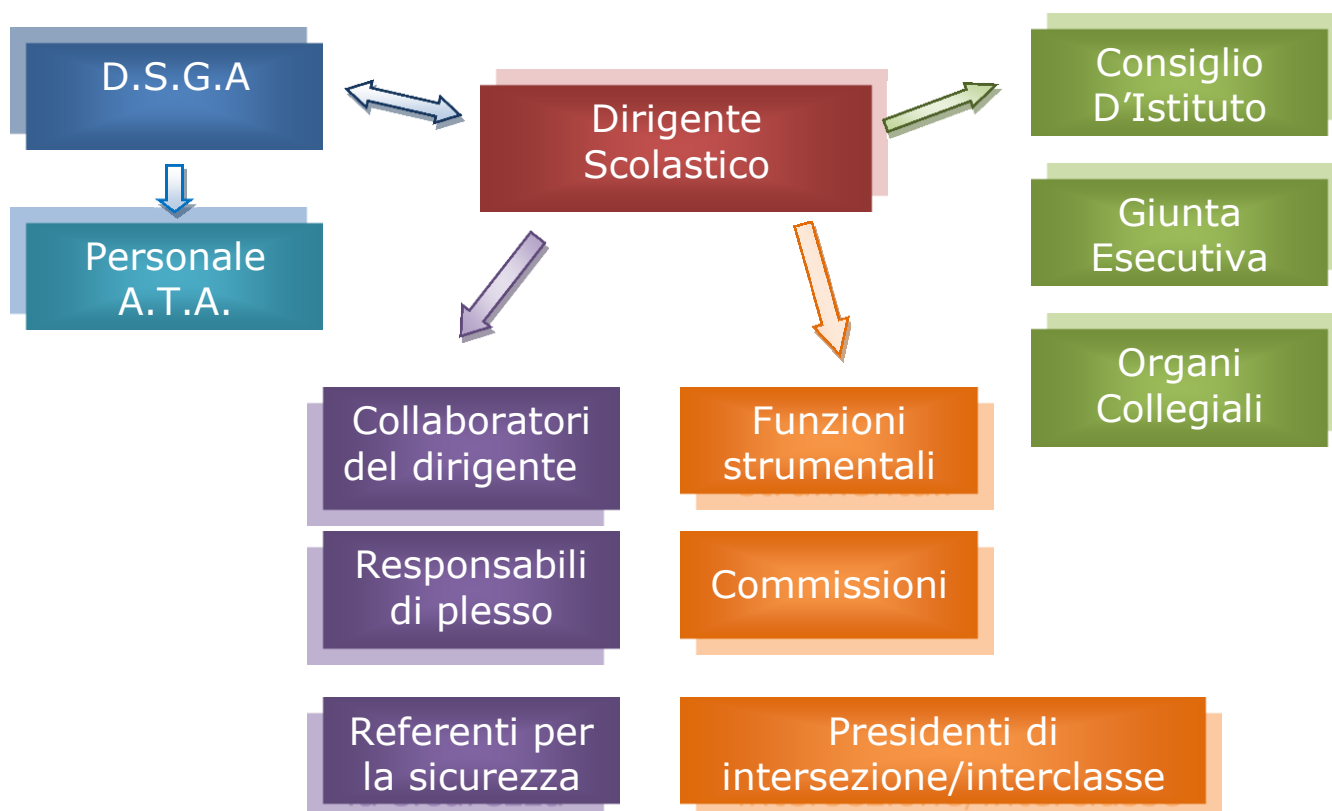 D.S.G.A
Dirigente
Scolastico
Consiglio
D’Istituto
Personale
A.T.A.
Giunta
Esecutiva
Organi
Collegiali
Collaboratori
del dirigente
Funzioni
strumentali
Responsabili
di plesso
Commissioni
Referenti per
la sicurezza
Presidenti di
intersezione/interclasse